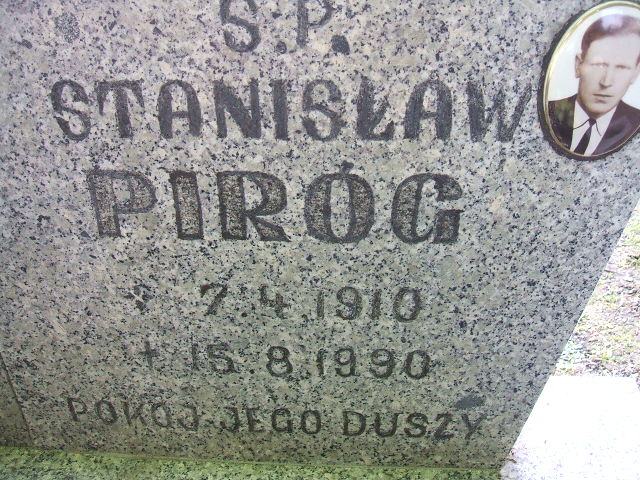 Ś.P.
STANISŁAW
PIRÓG
* 7.4.1910
+ 15.8.1990
POKÓJ JEGO DUSZY